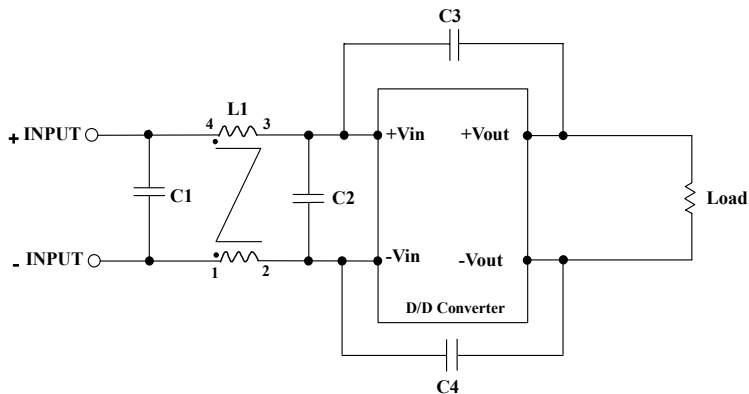 C3
L1
4
3
+ INPUT
+Vin
+Vout
C1
C2
Load
- INPUT
1
2
-Vin
-Vout
D/D Converter
C4